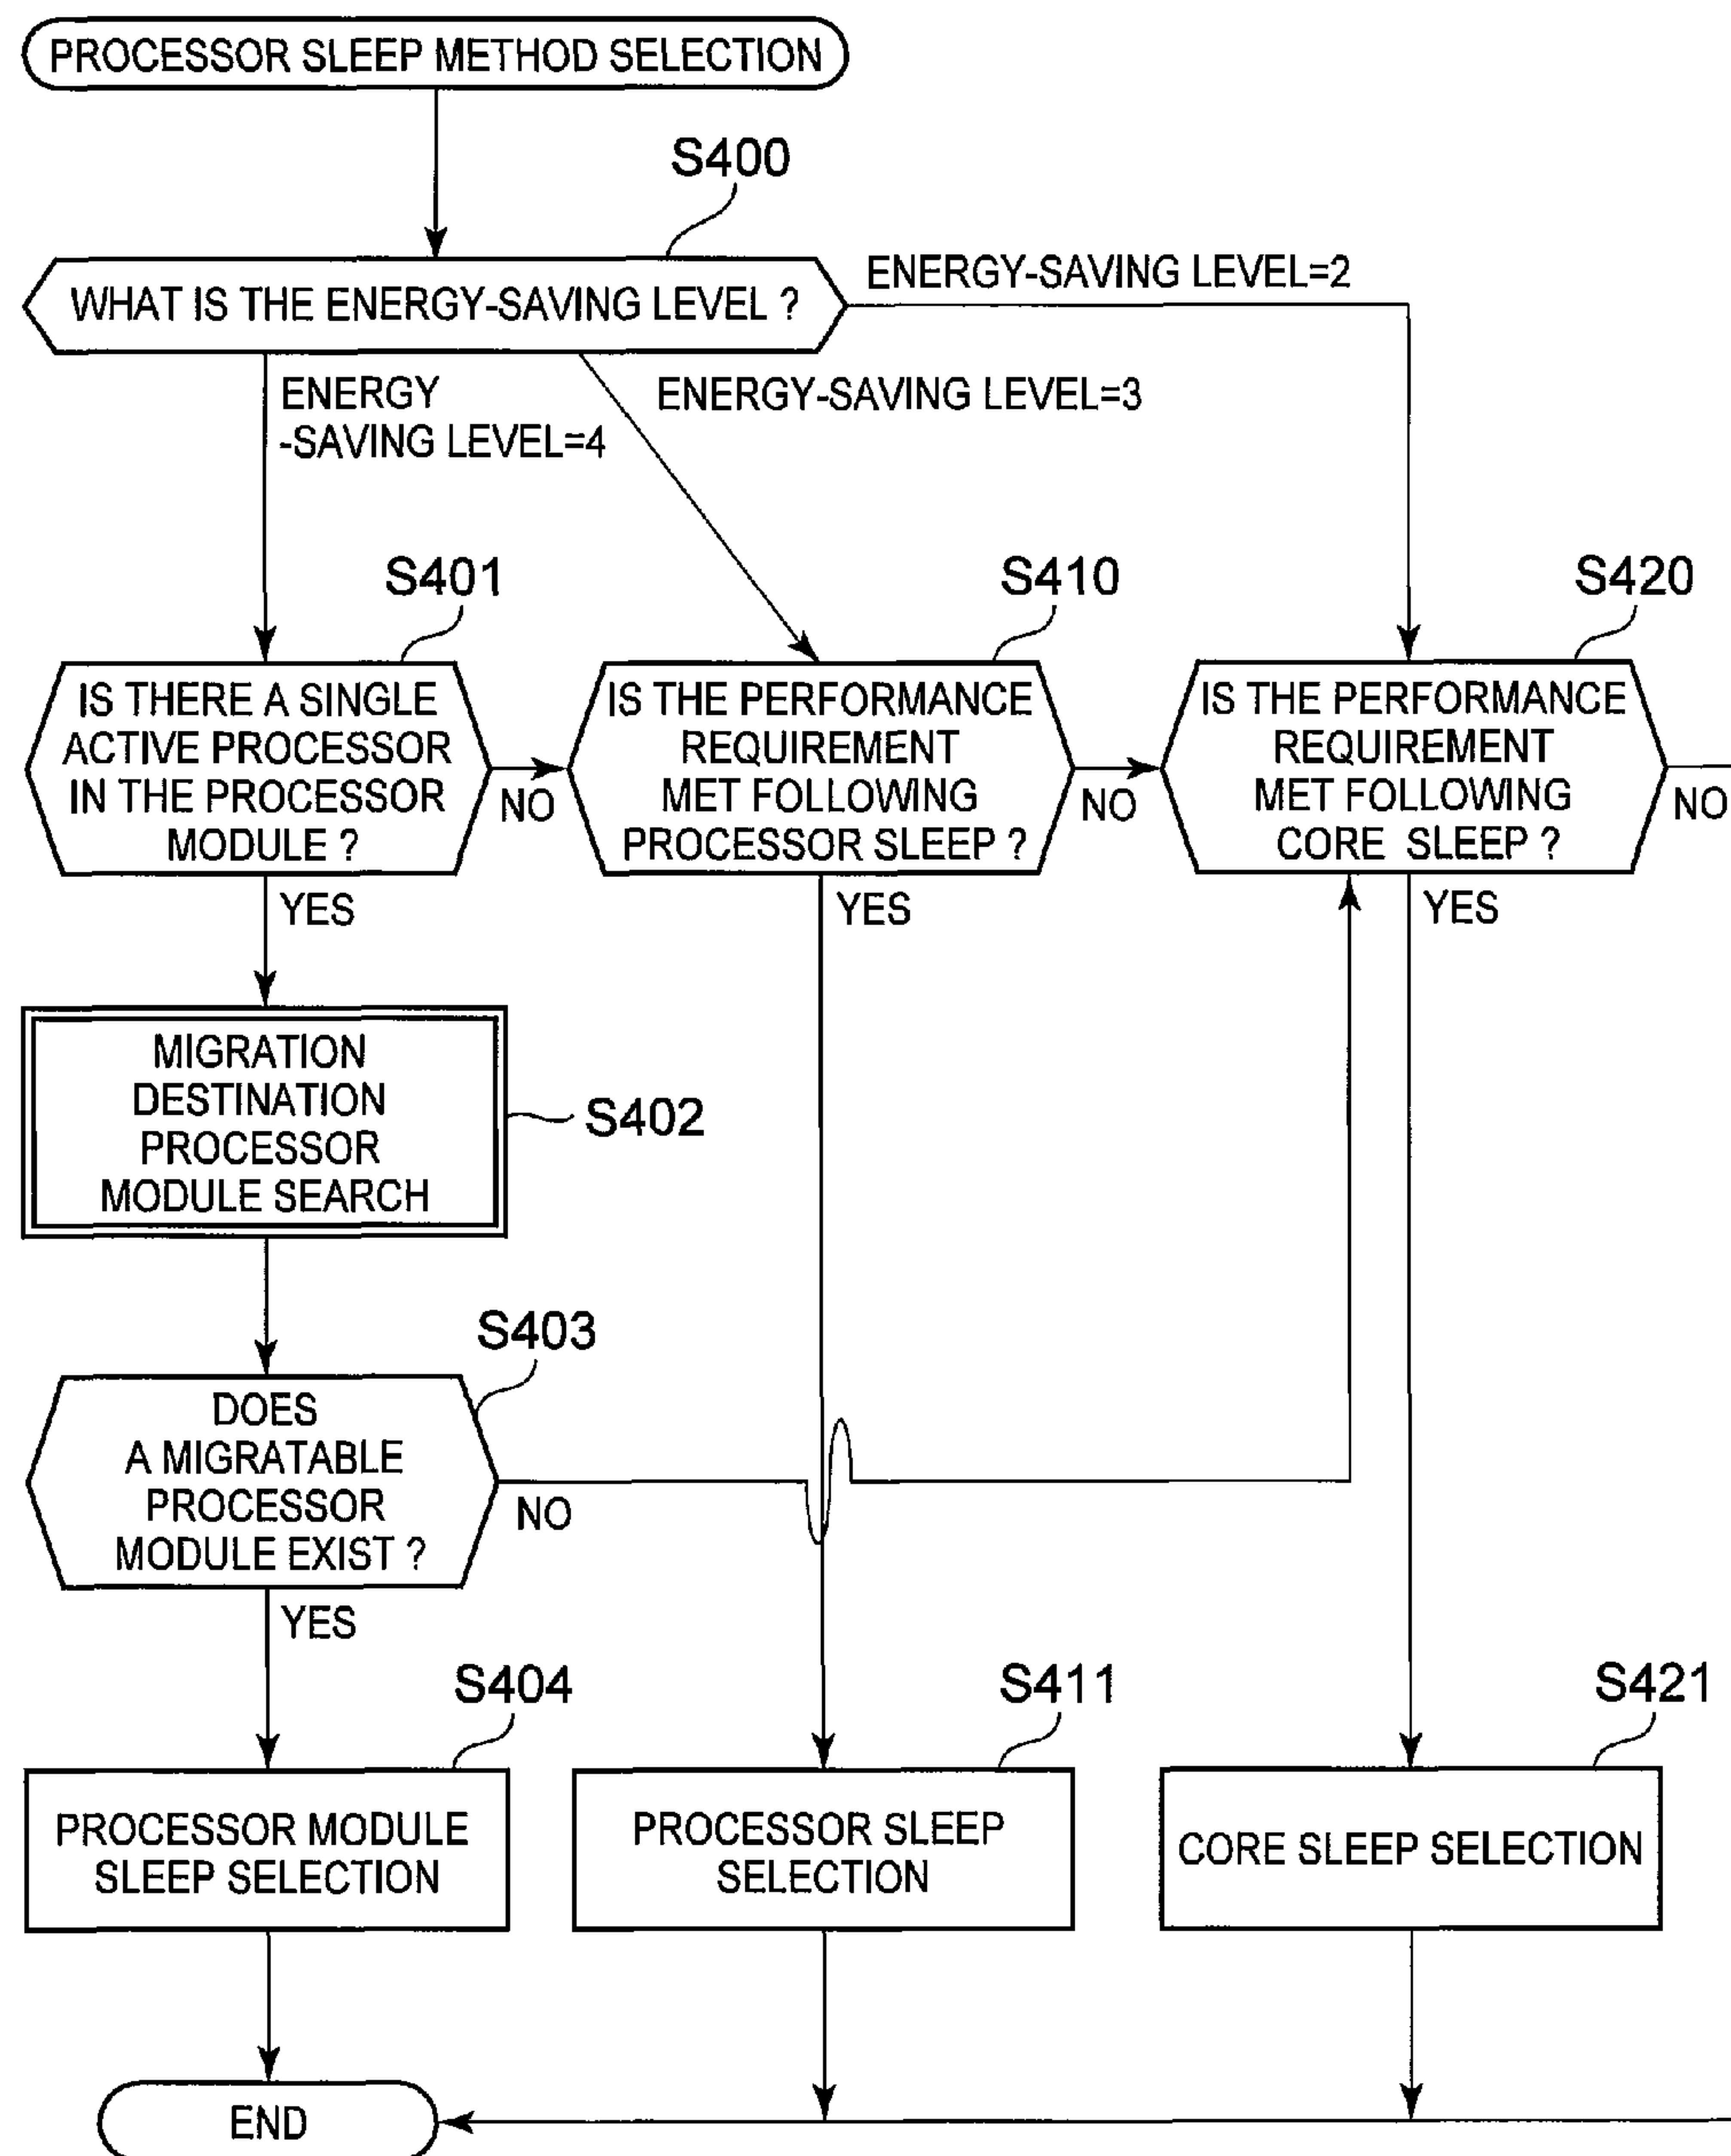 PROCESSOR SLEEP METHOD SELECTION
S400
WHAT IS THE ENERGY-SAVING LEVEL ?
ENERGY-SAVING LEVEL=2
ENERGY
-SAVING LEVEL=4
ENERGY-SAVING LEVEL=3
S401
S410
S420
IS THERE A SINGLE
ACTIVE PROCESSOR
IN THE PROCESSOR
MODULE ?
NO
YES
IS THE PERFORMANCE
REQUIREMENT
MET FOLLOWING
PROCESSOR SLEEP ?
NO
YES
IS THE PERFORMANCE
REQUIREMENT
MET FOLLOWING
CORE SLEEP ?
NO
YES
MIGRATION
DESTINATION
PROCESSOR
MODULE SEARCH
S402
S403
DOES
A MIGRATABLE
PROCESSOR
MODULE EXIST ?
NO
YES
S404
S411
S421
PROCESSOR MODULE
SLEEP SELECTION
PROCESSOR SLEEP
SELECTION
CORE SLEEP SELECTION
END